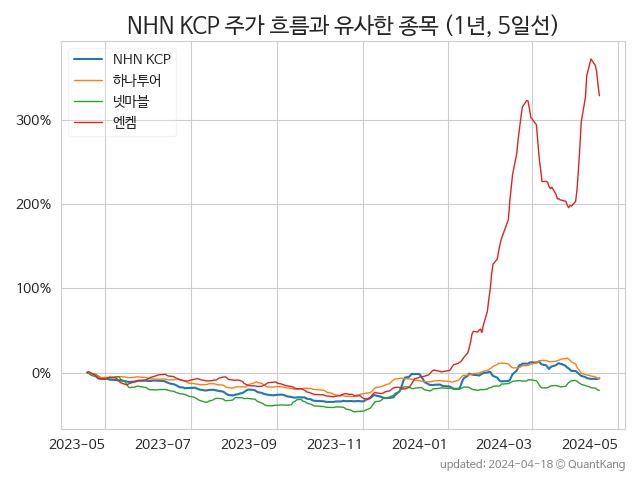 NHN KCP 주가 흐름과 유사한 종목 (1년, 5일선)
NHN KCP
하나투어
넷마블
엔켐
300%
200%
100%
0%
2023-05 2023-07 2023-09 2023-11 2024-01 2024-03 2024-05
updated: 2024-04-18 © QuantKang